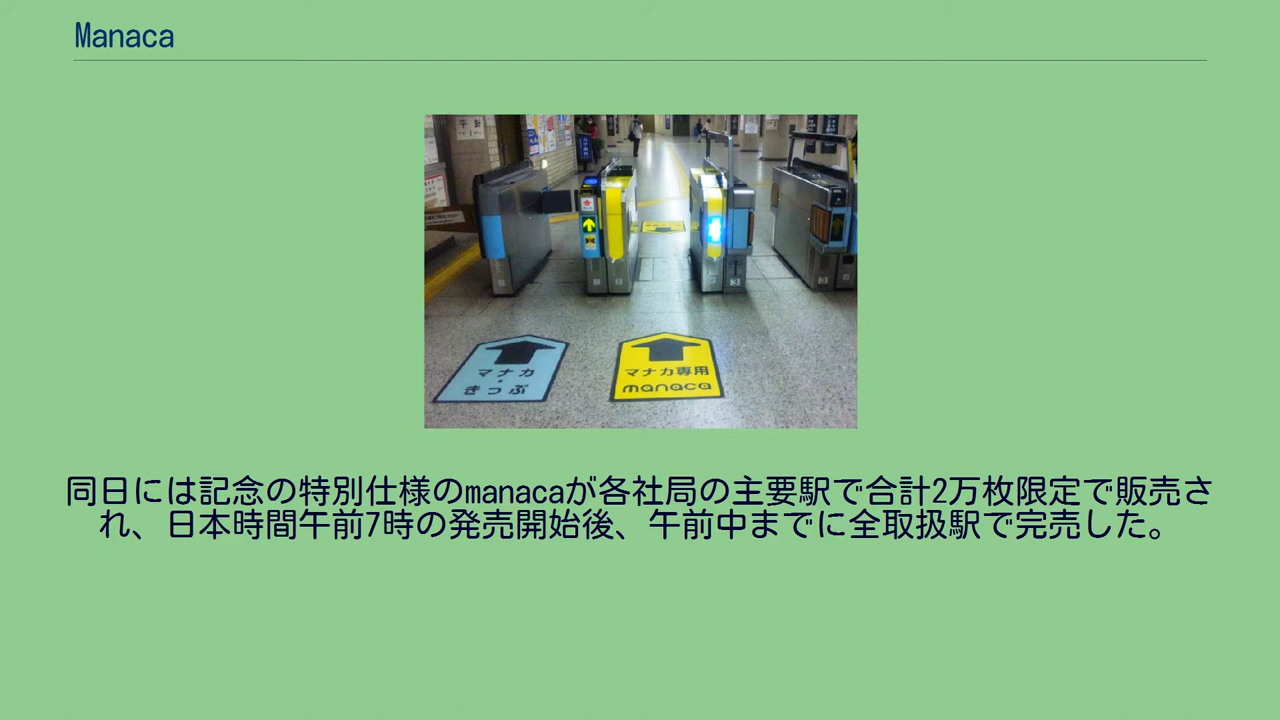 Manaca
マナカ
・
きっぷ
マナカ専用
manaca
同日には記念の特別仕様のmanacaが各社局の主要駅で合計2万枚限定で販売さ
れ、日本時間午前7時の発売開始後、午前中までに全取扱駅で完売した。